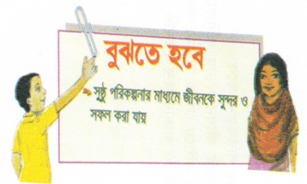 বুঝতে হবে
সুষ্ঠু পরিকল্পনার মাধ্যমে জীবনকে সুন্দর ও
সফল করা যায়